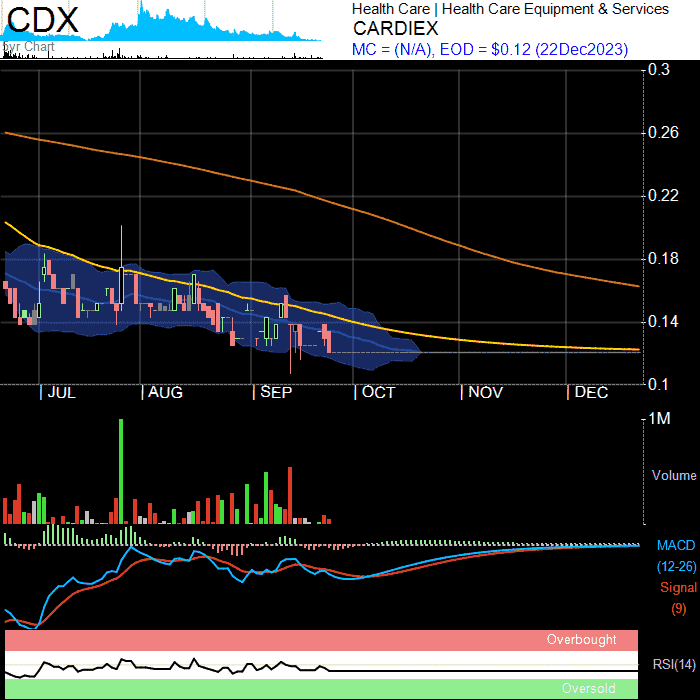 CDX
5yr Chart
Health Care | Health Care Equipment & Services
CARDIEX
MC = (N/A), EOD = $0.12 (22Dec2023)
0.3
0.26
0.22
0.18
0.14
0.1
JUL
AUG
SEP
OCT
NOV
DEC
1M
Volume
MACD
(12-26)
Signal
(9)
Overbought
RSI(14)
Oversold